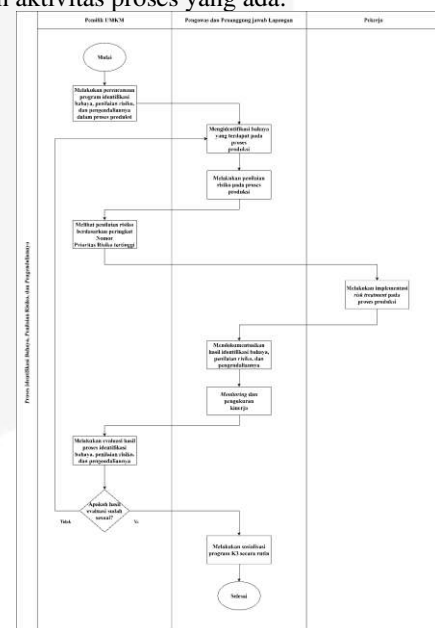 aktivitas proses yang ada.
Pemilik UMKM
Pengawas dan Penanggung jawab Lapangan
Pekerja
Proses Identifikasi Bahaya, Penilaian Risiko, dan Pengendaliannya
Mulai
Melakukan perencanaan
program identifikasi
bahaya, penilaian risiko,
dan pengendaliannya
dalam proses produksi
Mengidentifikasi bahaya
yang terdapat pada
proses
produksi
Melakukan penilaian
risiko pada proses
produksi
Melihat penilaian risiko
berdasarkan peringkat
Nomor
Prioritas Risiko tertinggi
Melakukan implementasi
risk treatment pada
proses produksi
Mendokumentasikan
hasil identifikasi bahaya,
penilaian risiko, dan
pengendaliannya
Monitoring dan
pengukuran
kinerja
Melakukan evaluasi hasil
proses identifikasi
bahaya, penilaian risiko,
dan pengendaliannya
Apakah hasil
evaluasi sudah
sesuai?
Tidak
Ya
Melakukan sosialisasi
program K3 secara rutin
Selesai